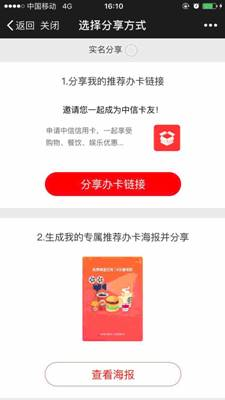 中国移动 4G 16:10
返回 关闭 选择分享方式
实名分享
1.分享我的推荐办卡链接
邀请您一起成为中信卡友!
申请中信信用卡，一起享受
购物、餐饮、娱乐优惠...
分享办卡链接
2.生成我的专属推荐办卡海报并分享
查看海报